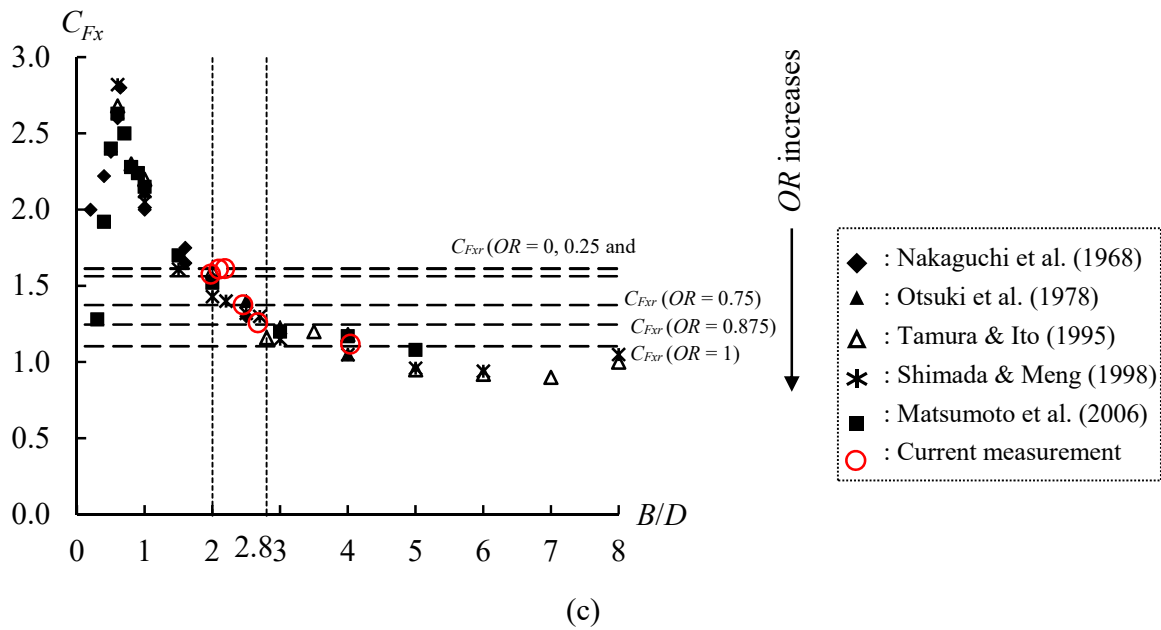 C_Fx
3.0
2.5
2.0
1.5
1.0
0.5
0.0
C_Fxr (OR = 0, 0.25 and
C_Fxr (OR = 0.75)
C_Fxr (OR = 0.875)
C_Fxr (OR = 1)
B/D
0 1 2 2.8 3 4 5 6 7 8
OR increases
: Nakaguchi et al. (1968)
: Otsuki et al. (1978)
: Tamura & Ito (1995)
: Shimada & Meng (1998)
: Matsumoto et al. (2006)
: Current measurement
(c)